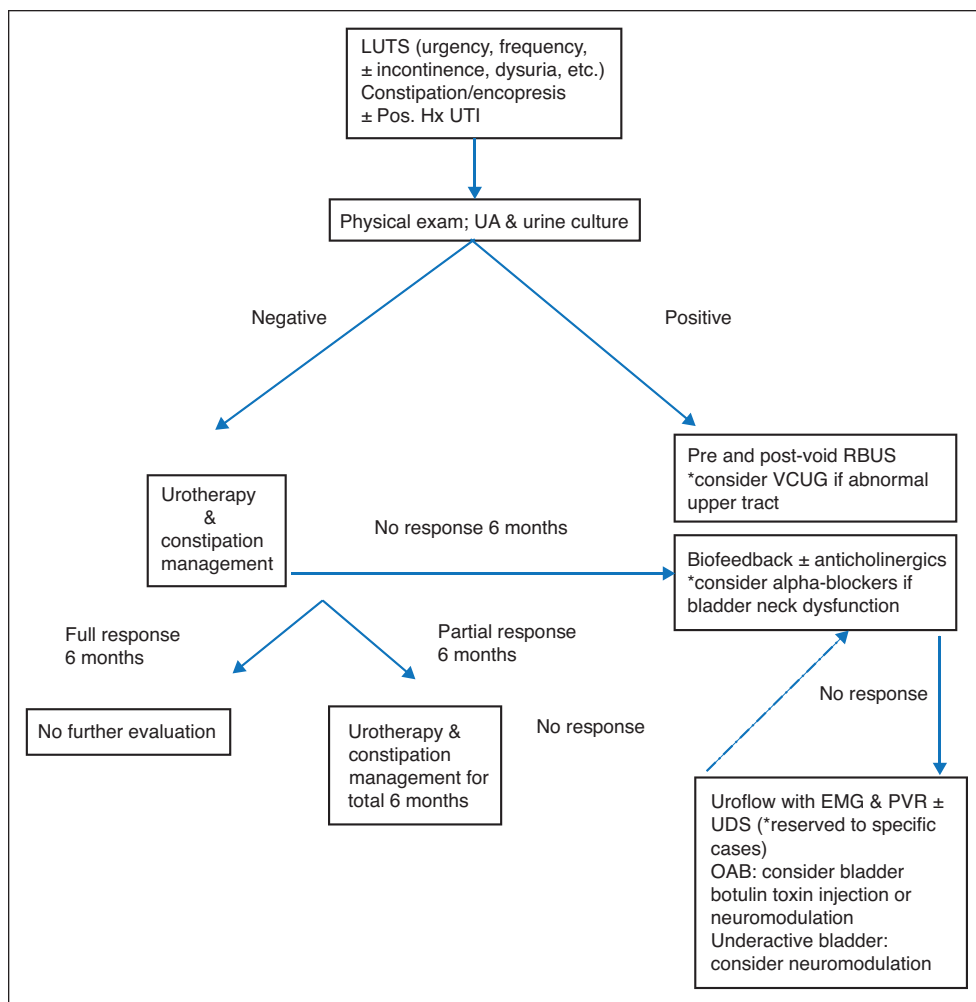 LUTS (urgency, frequency,
± incontinence, dysuria, etc.)
Constipation/encopresis
± Pos. Hx UTI
Physical exam; UA & urine culture
Negative
Positive
Pre and post-void RBUS
*consider VCUG if abnormal
upper tract
Urotherapy
&
constipation
management
No response 6 months
Biofeedback ± anticholinergics
*consider alpha-blockers if
bladder neck dysfunction
Full response
6 months
Partial response
6 months
No response
No further evaluation
Urotherapy &
constipation
management for
total 6 months
No response
Uroflow with EMG & PVR ±
UDS (*reserved to specific
cases)
OAB: consider bladder
botulin toxin injection or
neuromodulation
Underactive bladder:
consider neuromodulation